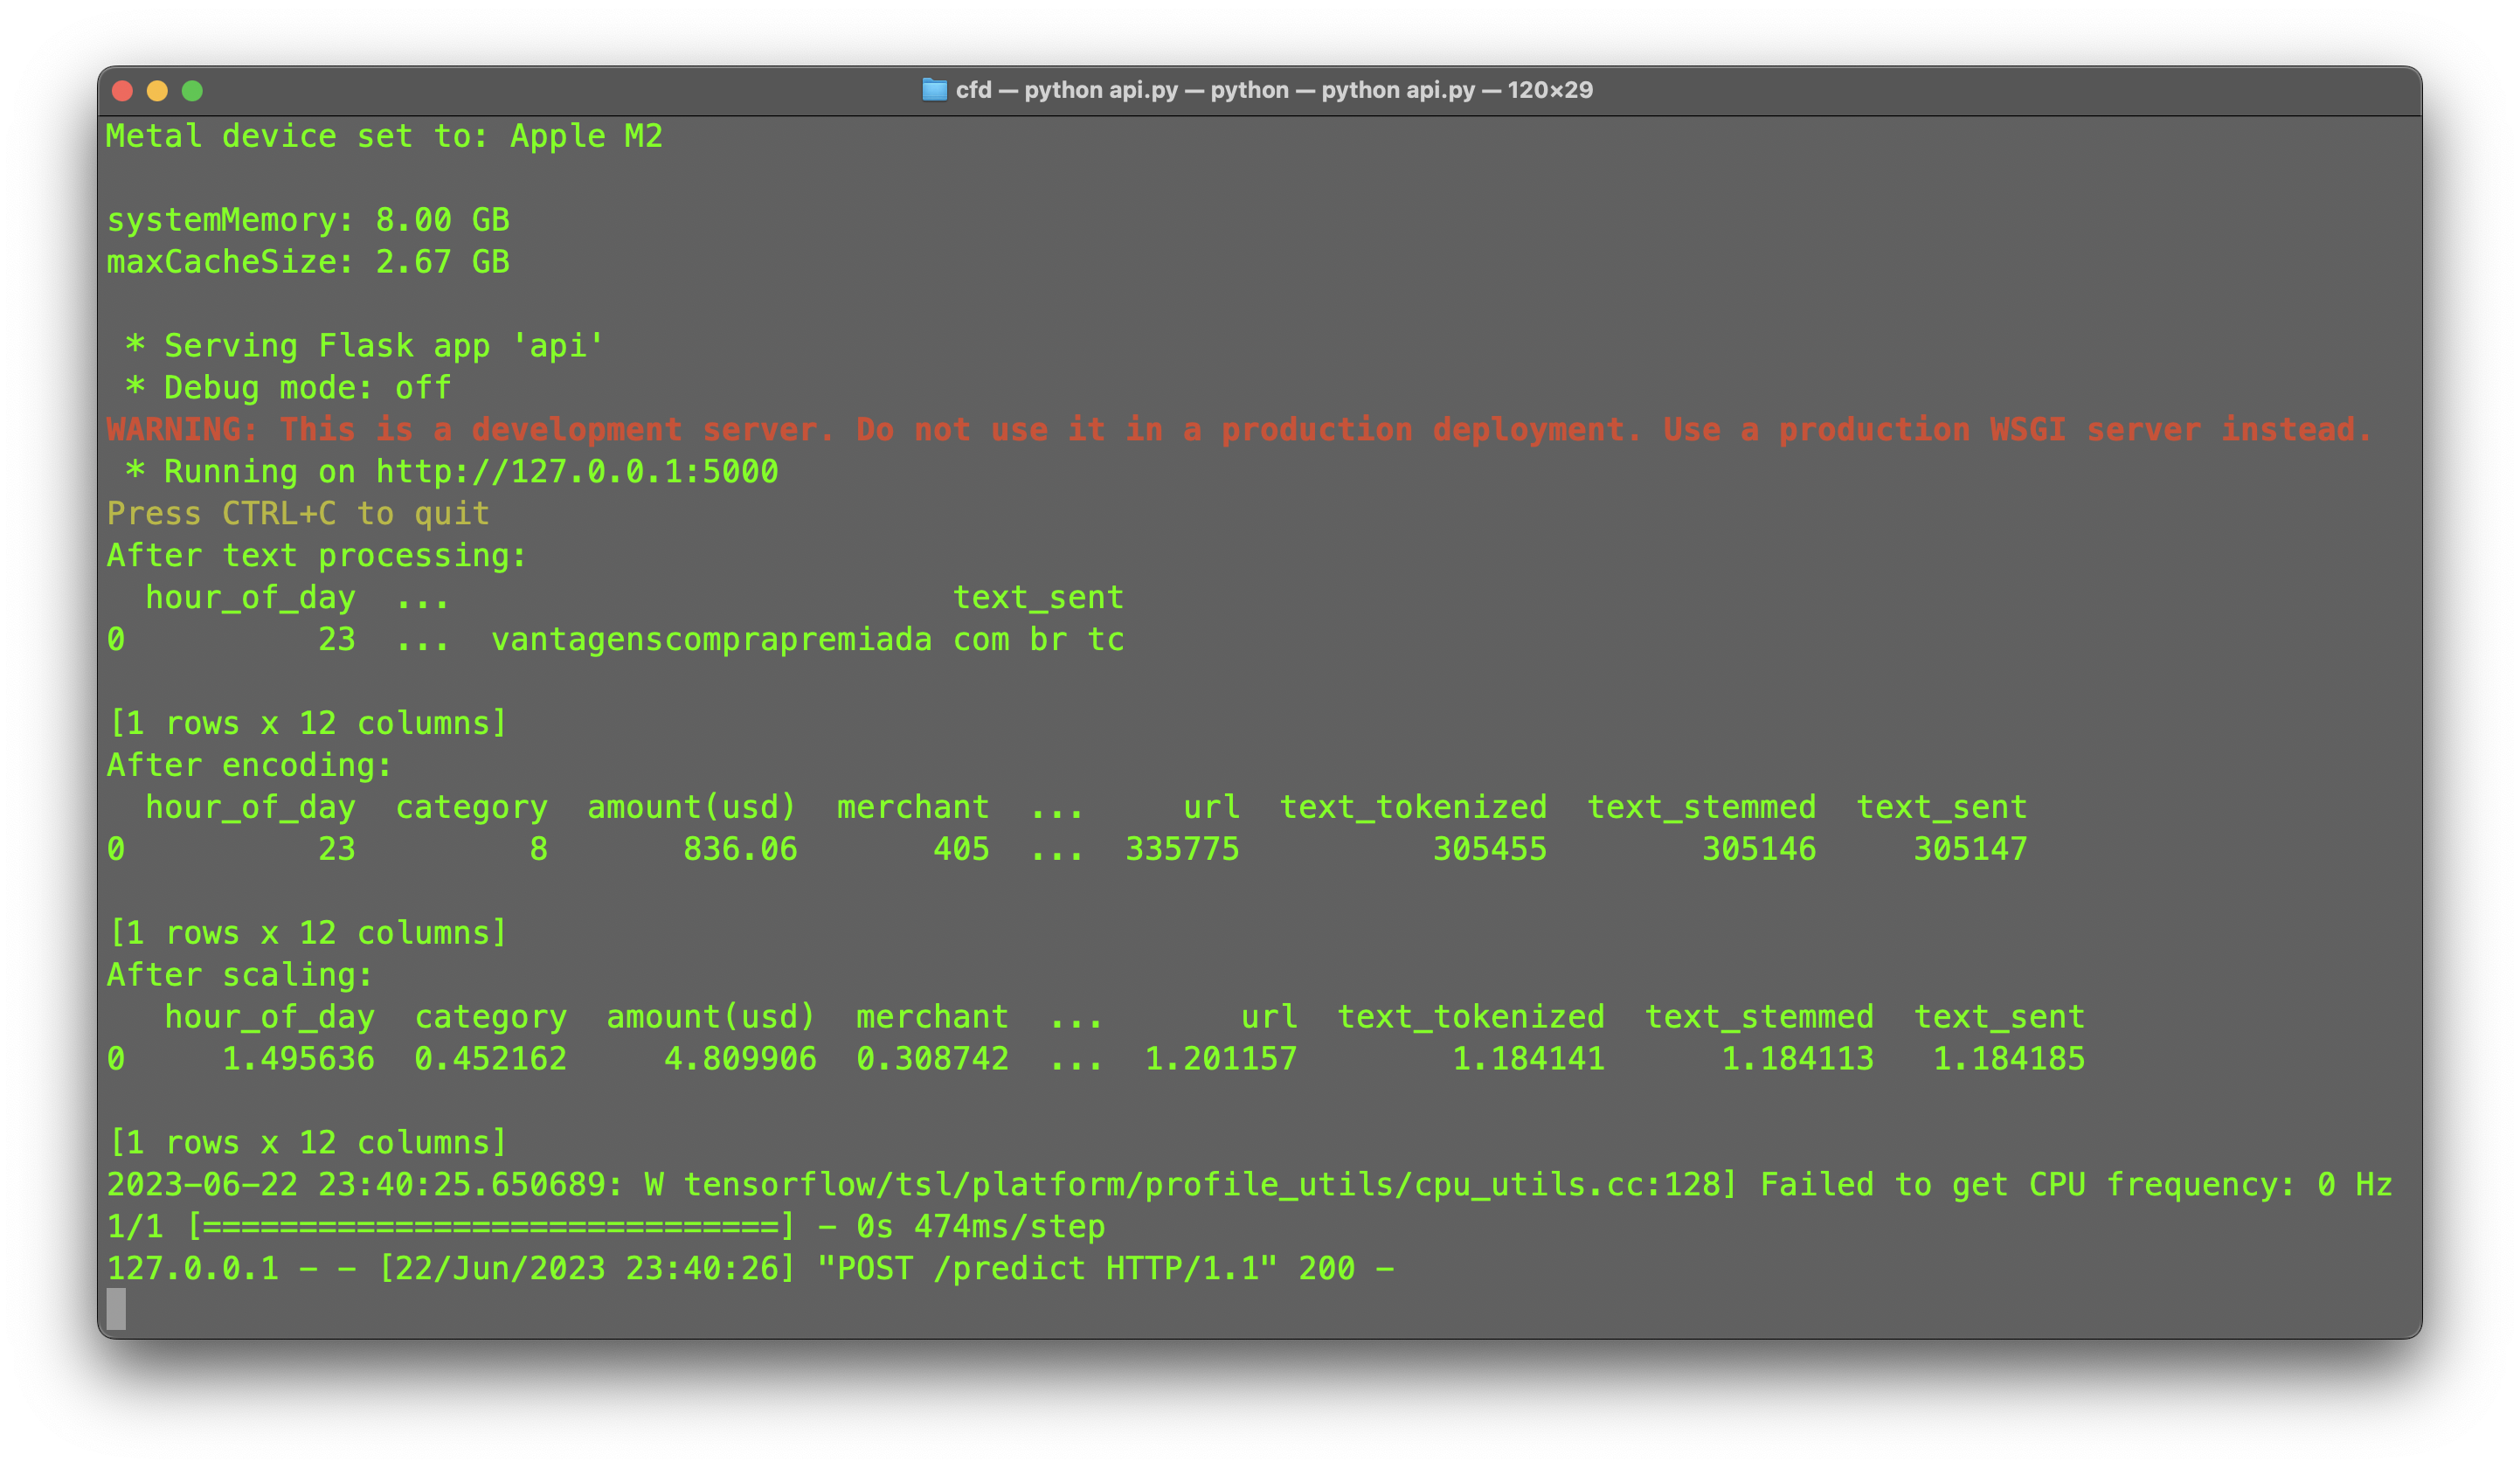 cfd — python api.py — python — python api.py — 120×29
Metal device set to: Apple M2
systemMemory: 8.00 GB
maxCacheSize: 2.67 GB
 * Serving Flask app 'api'
 * Debug mode: off
WARNING: This is a development server. Do not use it in a production deployment. Use a production WSGI server instead.
 * Running on http://127.0.0.1:5000
Press CTRL+C to quit
After text processing:
  hour_of_day  ...                          text_sent
0          23  ...  vantagenscomprapremiada com br tc
[1 rows x 12 columns]
After encoding:
  hour_of_day  category  amount(usd)  merchant  ...     url  text_tokenized  text_stemmed  text_sent
0          23         8       836.06       405  ...  335775          305455        305146     305147
[1 rows x 12 columns]
After scaling:
   hour_of_day  category  amount(usd)  merchant  ...       url  text_tokenized  text_stemmed  text_sent
0     1.495636  0.452162     4.809906  0.308742  ...  1.201157        1.184141      1.184113   1.184185
[1 rows x 12 columns]
2023-06-22 23:40:25.650689: W tensorflow/tsl/platform/profile_utils/cpu_utils.cc:128] Failed to get CPU frequency: 0 Hz
1/1 [==============================] - 0s 474ms/step
127.0.0.1 - - [22/Jun/2023 23:40:26] "POST /predict HTTP/1.1" 200 -